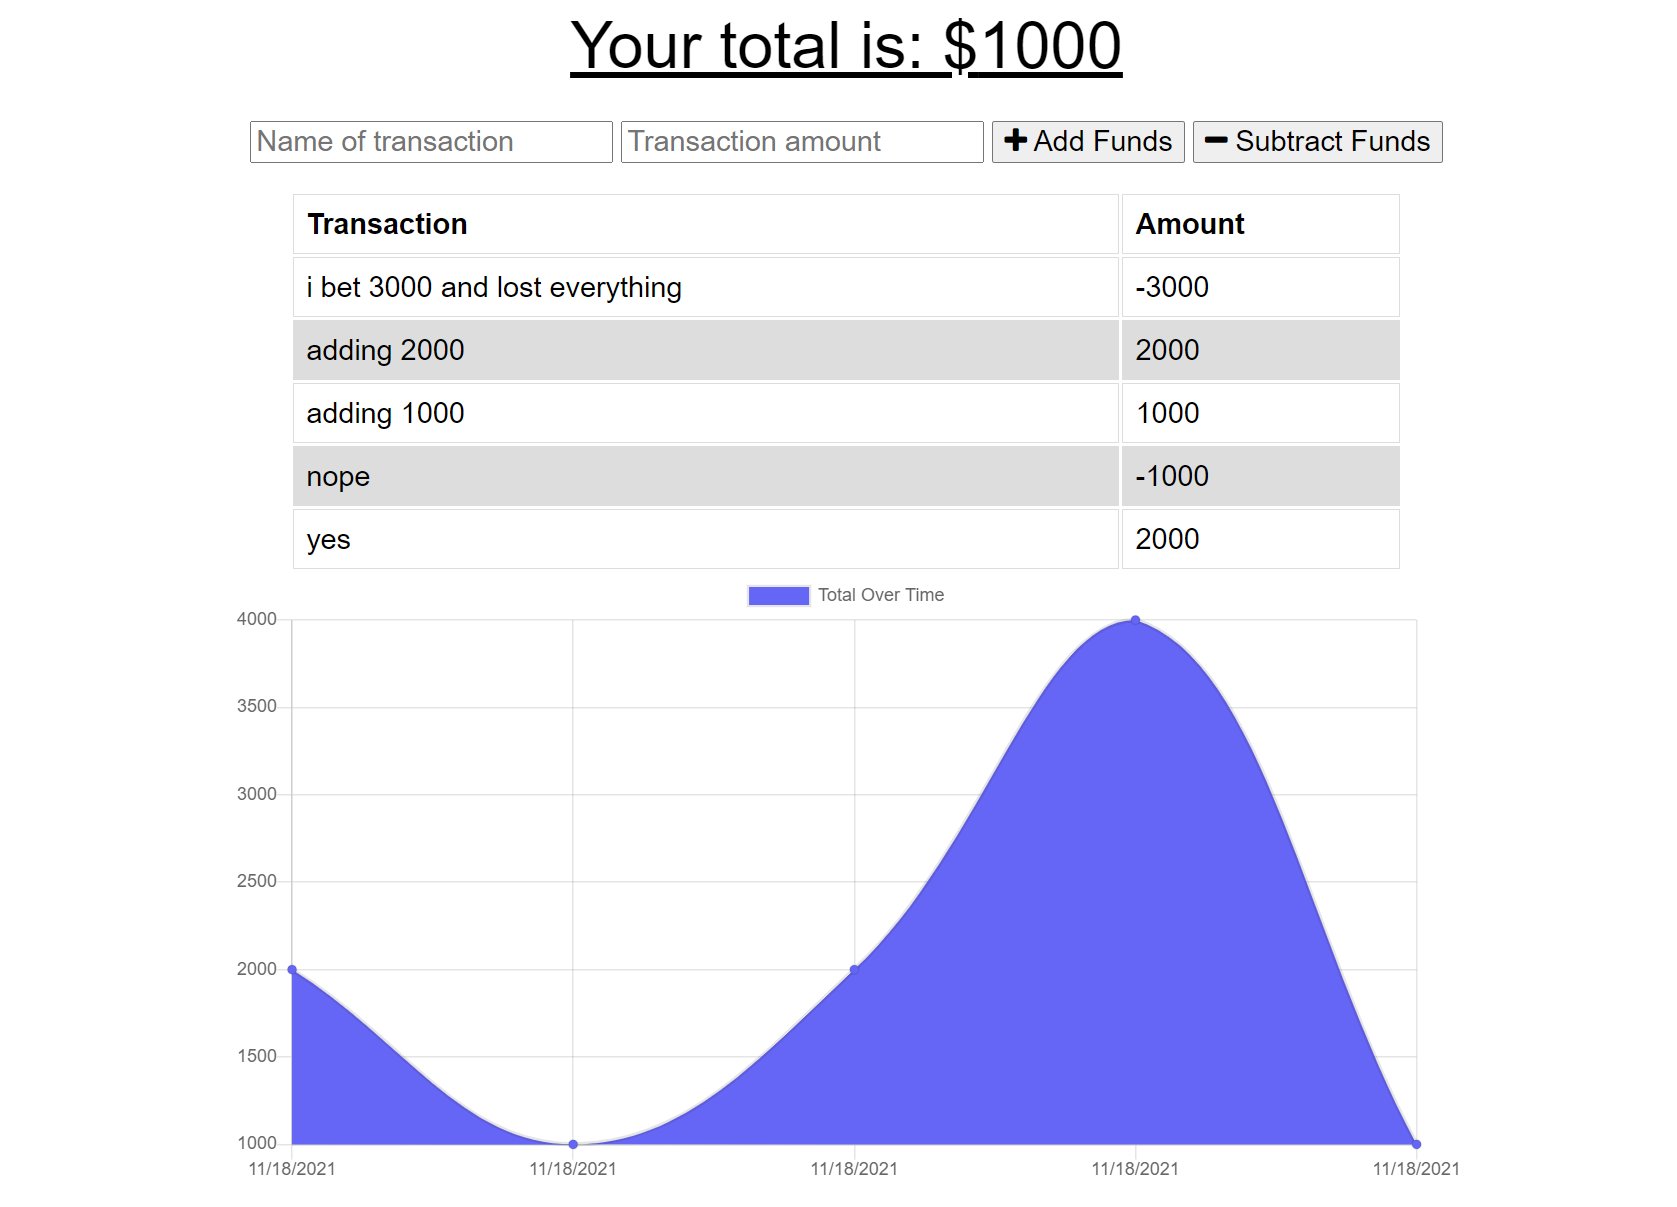 Your total is: $1000
Name of transaction Transaction amount Add Funds Subtract Funds
Transaction Amount
i bet 3000 and lost everything -3000
adding 2000 2000
adding 1000 1000
nope -1000
yes 2000
Total Over Time
4000
3500
3000
2500
2000
1500
1000
11/18/2021 11/18/2021 11/18/2021 11/18/2021 11/18/2021